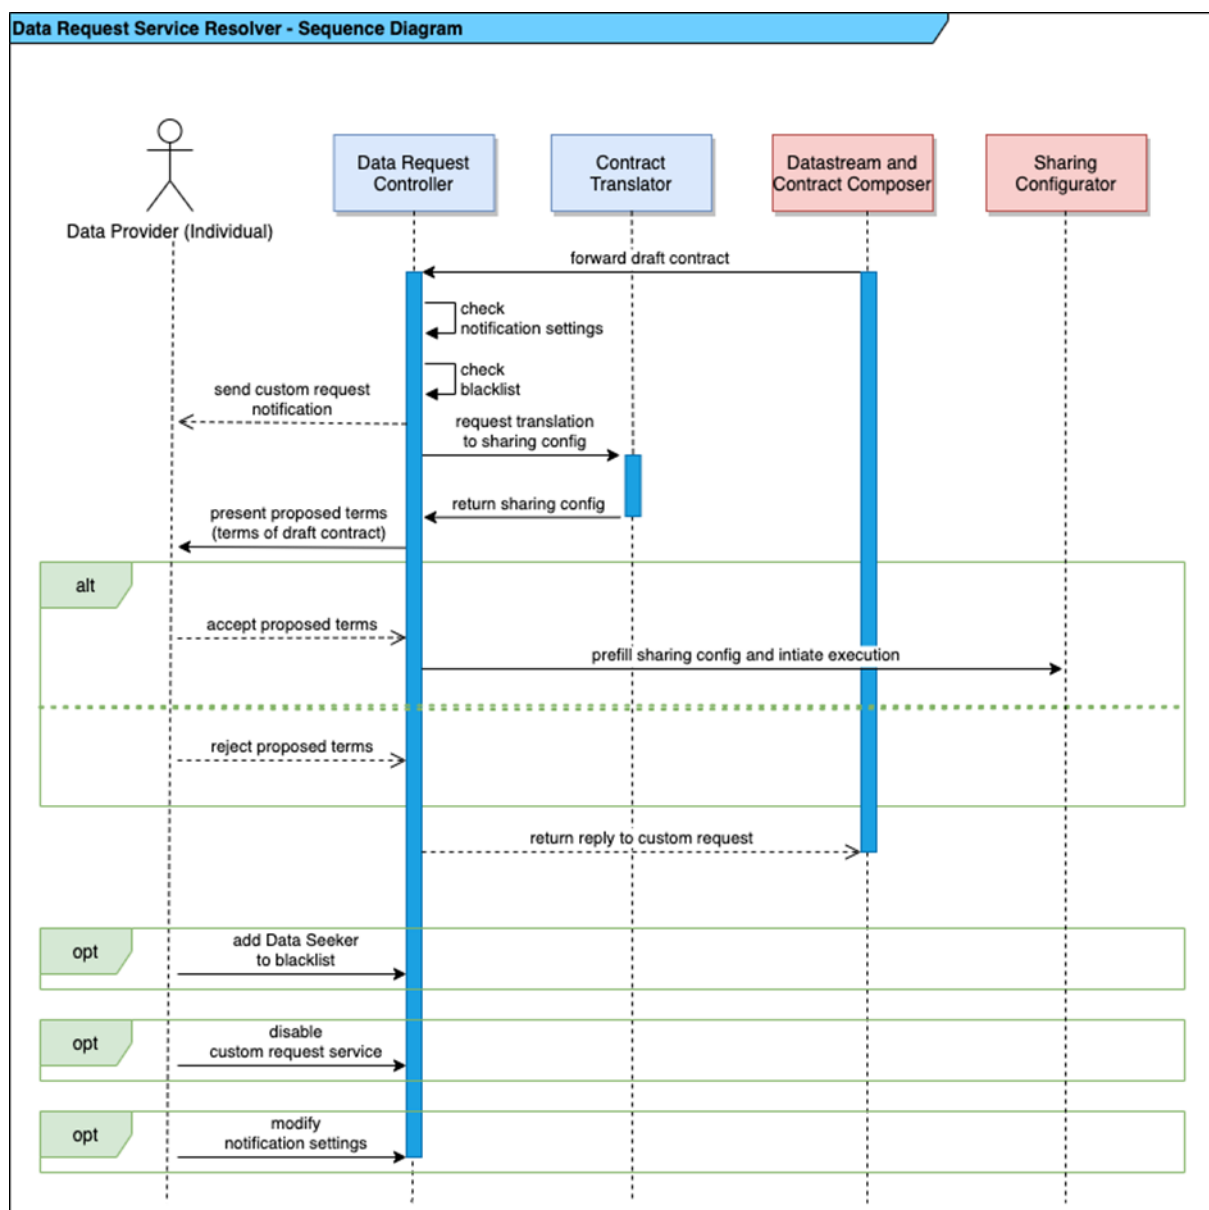 Data Request Service Resolver - Sequence Diagram
Data Provider (Individual)
Data Request
Controller
Contract
Translator
Datastream and
Contract Composer
Sharing
Configurator
forward draft contract
check
notification settings
check
blacklist
send custom request
notification
request translation
to sharing config
return sharing config
present proposed terms
(terms of draft contract)
alt
accept proposed terms
prefill sharing config and intiate execution
reject proposed terms
return reply to custom request
opt
add Data Seeker
to blacklist
opt
disable
custom request service
opt
modify
notification settings